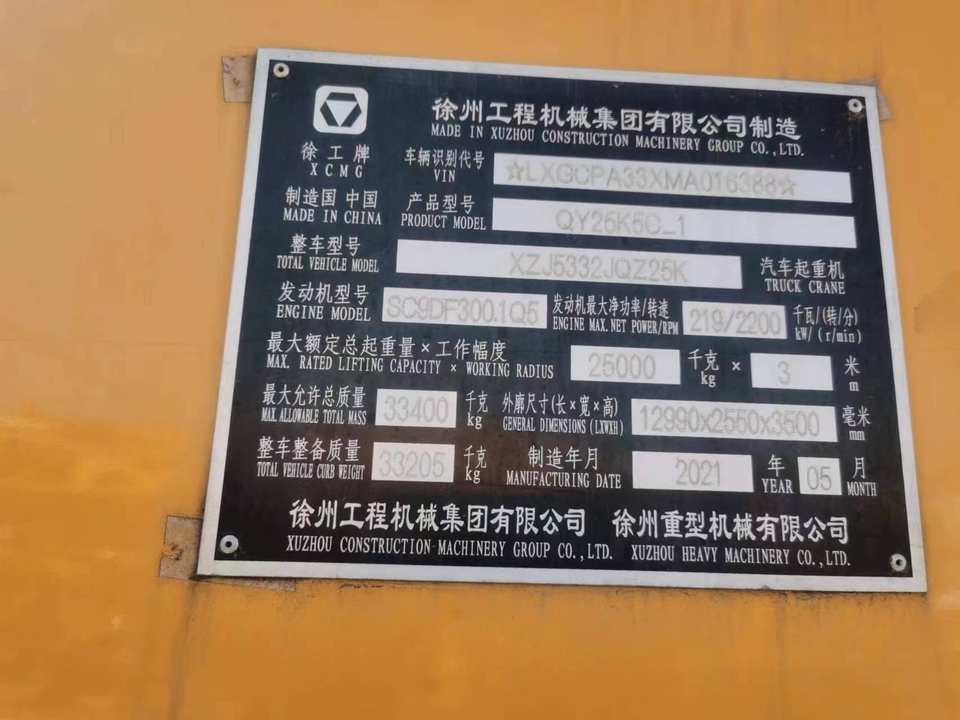 徐州工程机械集团有限公司制造
MADE IN XUZHOU CONSTRUCTION MACHINERY GROUP CO.,LTD.
徐工牌
XCMG
车辆识别代号
VIN
☆LXGCPA33XMA016388☆
制造国 中国
MADE IN CHINA
产品型号
PRODUCT MODEL
QY25K5C_1
整车型号
TOTAL VEHICLE MODEL
XZJ5332JQZ25K
汽车起重机
TRUCK CRANE
发动机型号
ENGINE MODEL
SC9DF300.1Q5
发动机最大净功率/转速
ENGINE MAX.NET POWER/RPM
219/2200
千瓦/(转/分)
kW/(r/min)
最大额定总起重量×工作幅度
MAX. RATED LIFTING CAPACITY × WORKING RADIUS
25000
千克
kg
×
3
米
m
最大允许总质量
MAX. ALLOWABLE TOTAL MASS
33400
千克
kg
外廓尺寸(长×宽×高)
GENERAL DIMENSIONS (LXWXH)
12990x2550x3500
毫米
mm
整车整备质量
TOTAL VEHICLE CURB WEIGHT
33205
千克
kg
制造年月
MANUFACTURING DATE
2021
年
YEAR
05
月
MONTH
徐州工程机械集团有限公司 徐州重型机械有限公司
XUZHOU CONSTRUCTION MACHINERY GROUP CO.,LTD. XUZHOU HEAVY MACHINERY CO.,LTD.